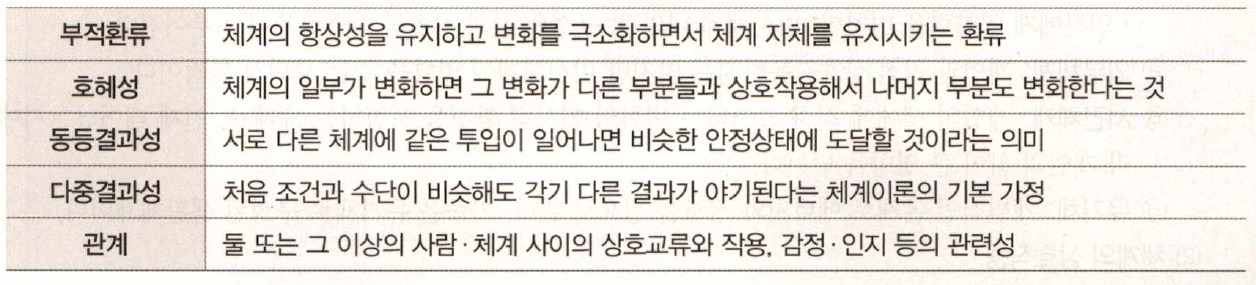 부적환류 체계의 항상성을 유지하고 변화를 극소화하면서 체계 자체를 유지시키는 환류
호혜성 체계의 일부가 변화하면 그 변화가 다른 부분들과 상호작용해서 나머지 부분도 변화한다는 것
동등결과성 서로 다른 체계에 같은 투입이 일어나면 비슷한 안정상태에 도달할 것이라는 의미
다중결과성 처음 조건과 수단이 비슷해도 각기 다른 결과가 야기된다는 체계이론의 기본 가정
관계 둘 또는 그 이상의 사람·체계 사이의 상호교류와 작용, 감정·인지 등의 관련성